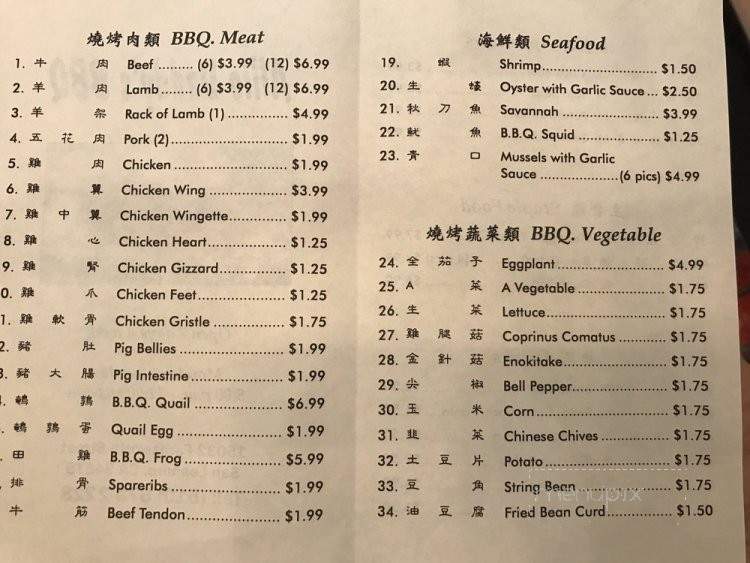 燒烤肉類 BBQ. Meat
1. 牛 肉 Beef ........ (6) $3.99 (12) $6.99
2. 羊 肉 Lamb ........ (6) $3.99 (12) $6.99
3. 羊 架 Rack of Lamb (1) ................ $4.99
4. 五 花 肉 Pork (2) ............................ $1.99
5. 雞 肉 Chicken ........................... $1.99
6. 雞 翼 Chicken Wing .................... $3.99
7. 雞 中 翼 Chicken Wingette............... $1.99
8. 雞 心 Chicken Heart.................... $1.25
9. 雞 腎 Chicken Gizzard................. $1.25
0. 雞 爪 Chicken Feet..................... $1.25
1. 雞 軟 骨 Chicken Gristle .................. $1.75
2. 豬 肚 Pig Bellies ........................ $1.99
3. 豬 大 腸 Pig Intestine...................... $1.99
鵪 鶉 B.B.Q. Quail..................... $6.99
鵪 鶉 蛋 Quail Egg ........................ $1.99
田 雞 B.B.Q. Frog...................... $5.99
排 骨 Spareribs ......................... $1.99
牛 筋 Beef Tendon...................... $1.99
海鮮類 Seafood
19. 蝦 Shrimp............................ $1.50
20. 生 蠔 Oyster with Garlic Sauce ... $2.50
21. 秋 刀 魚 Savannah ....................... $3.99
22. 魷 魚 B.B.Q. Squid ................... $1.25
23. 青 口 Mussels with Garlic
Sauce ...................(6 pics) $4.99
燒烤蔬菜類 BBQ. Vegetable
24. 全 茄 子 Eggplant.......................... $4.99
25. A 菜 A Vegetable ..................... $1.75
26. 生 菜 Lettuce............................. $1.75
27. 雞 腿 菇 Coprinus Comatus ............ $1.75
28. 金 針 菇 Enokitake......................... $1.75
29. 尖 椒 Bell Pepper....................... $1.75
30. 玉 米 Corn................................ $1.75
31. 韭 菜 Chinese Chives ................ $1.75
32. 土 豆 片 Potato.............................. $1.75
33. 豆 角 String Bean ..................... $1.75
menupix
34. 油 豆 腐 Fried Bean Curd............... $1.50